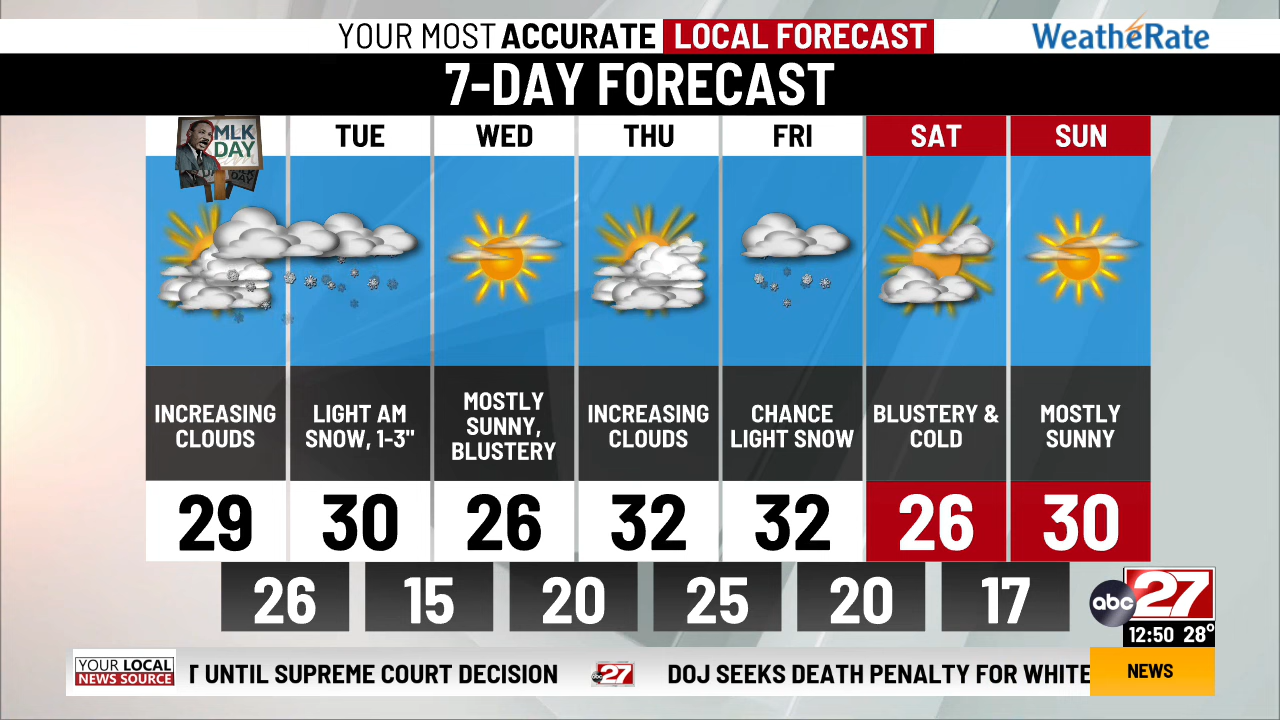 YOUR MOST ACCURATE LOCAL FORECAST
WeatheRate
7-DAY FORECAST
MLK
DAY
TUE
WED
THU
FRI
SAT
SUN
INCREASING
CLOUDS
LIGHT AM
SNOW, 1-3"
MOSTLY
SUNNY,
BLUSTERY
INCREASING
CLOUDS
CHANCE
LIGHT SNOW
BLUSTERY &
COLD
MOSTLY
SUNNY
29
30
26
32
32
26
30
26
15
20
25
20
17
abc 27
12:50 28°
YOUR LOCAL
NEWS SOURCE
T UNTIL SUPREME COURT DECISION
abc 27
DOJ SEEKS DEATH PENALTY FOR WHITE
NEWS